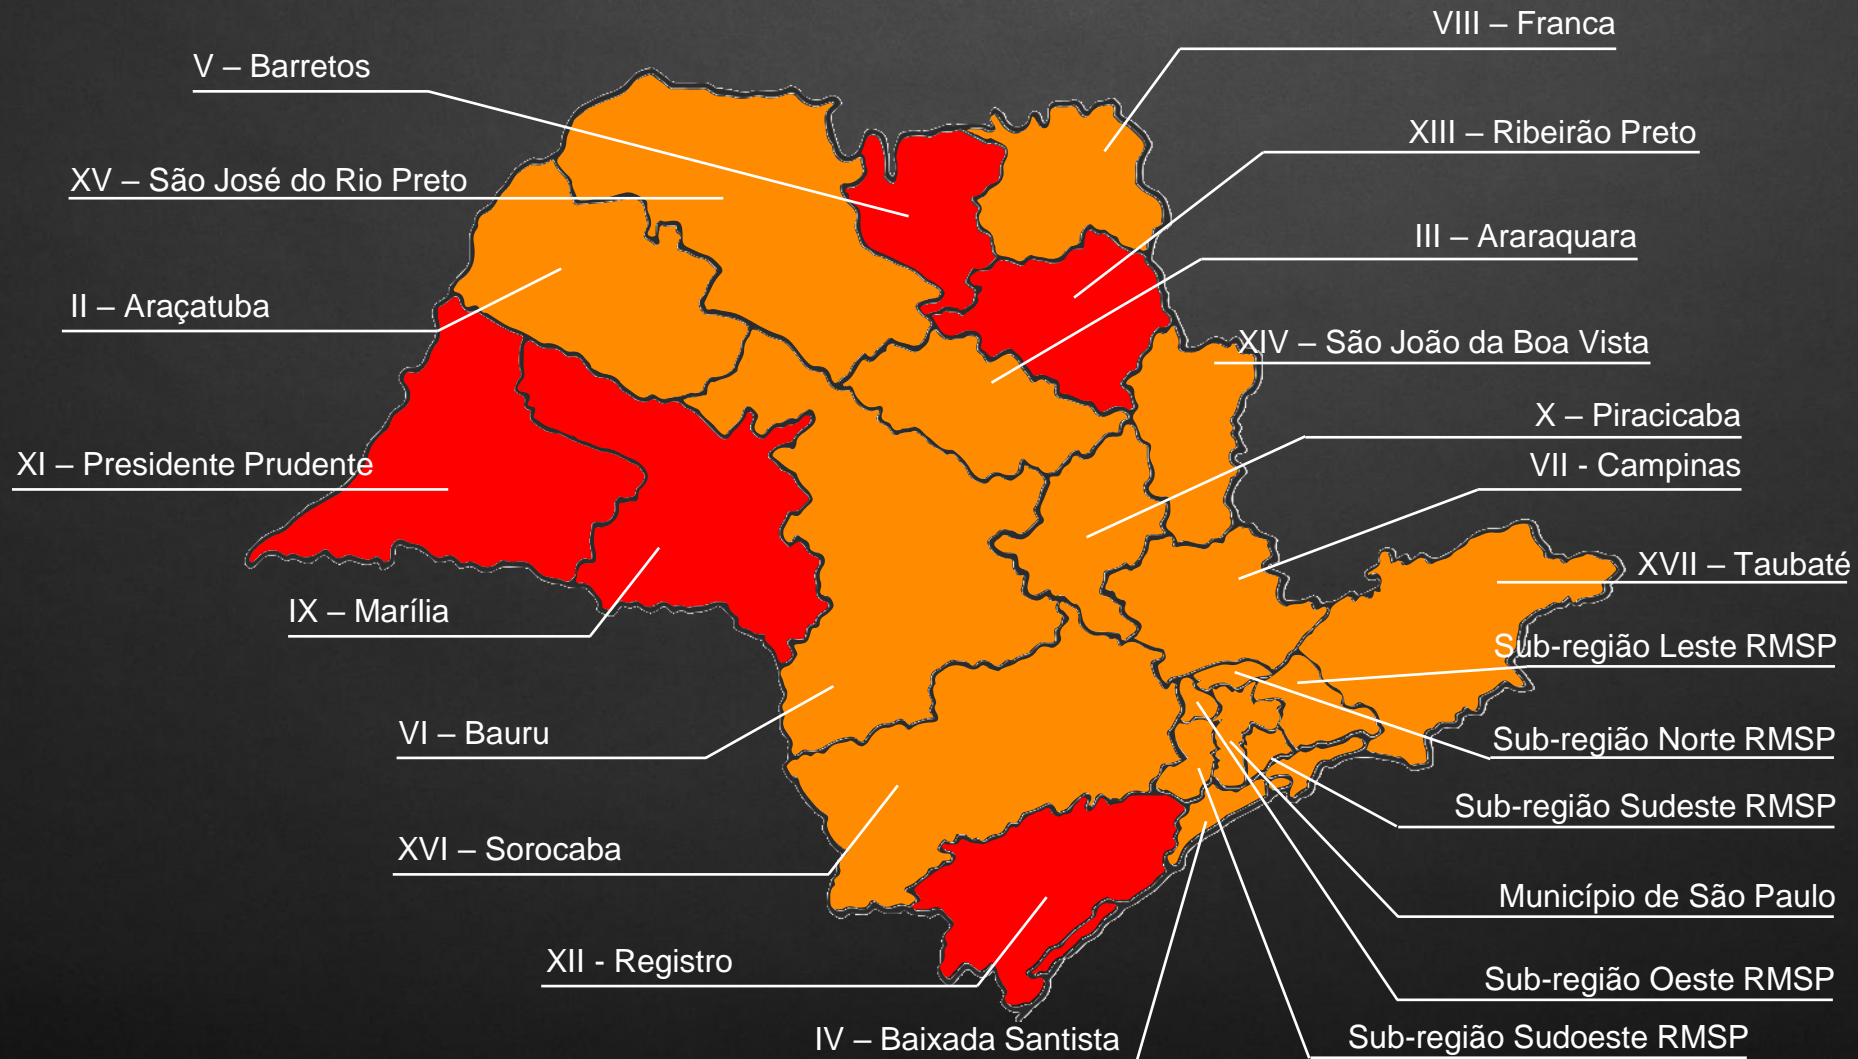 VIII – Franca
V – Barretos
XIII – Ribeirão Preto
XV – São José do Rio Preto
III – Araraquara
II – Araçatuba
XIV – São João da Boa Vista
X – Piracicaba
XI – Presidente Prudente
VII - Campinas
XVII – Taubaté
IX – Marília
Sub-região Leste RMSP
VI – Bauru
Sub-região Norte RMSP
Sub-região Sudeste RMSP
XVI – Sorocaba
Município de São Paulo
XII - Registro
Sub-região Oeste RMSP
IV – Baixada Santista
Sub-região Sudoeste RMSP